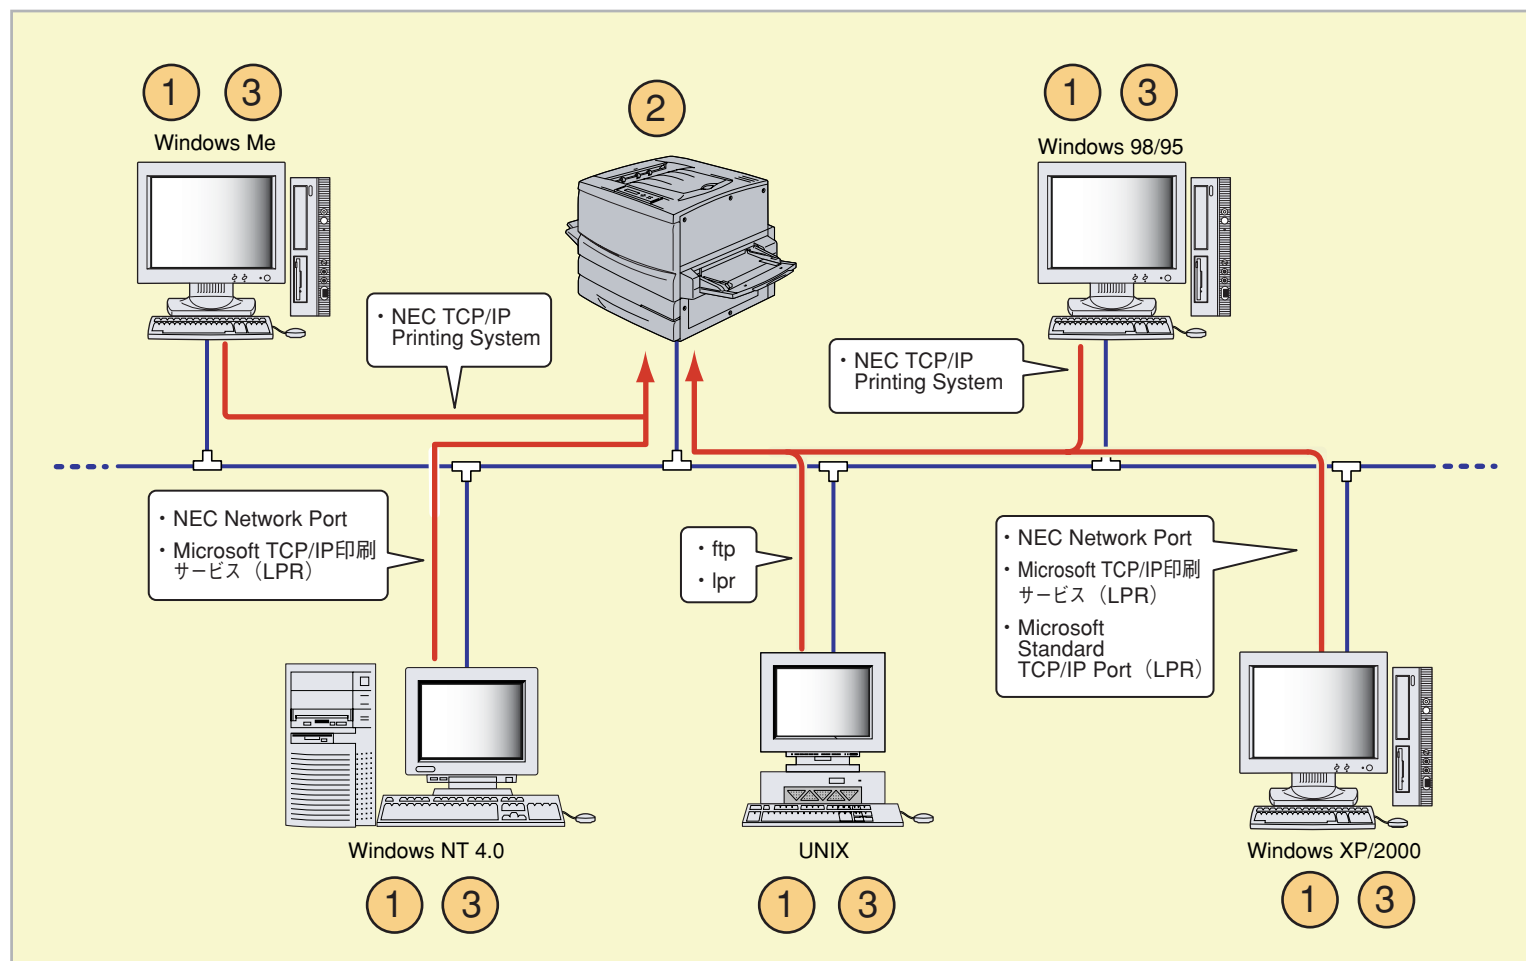 1 3
Windows Me
2
1 3
Windows 98/95
・NEC TCP/IP
Printing System
・NEC TCP/IP
Printing System
・NEC Network Port
・Microsoft TCP/IP印刷
サービス（LPR）
・ftp
・lpr
・NEC Network Port
・Microsoft TCP/IP印刷
サービス（LPR）
・Microsoft
Standard
TCP/IP Port（LPR）
Windows NT 4.0
1 3
UNIX
1 3
Windows XP/2000
1 3